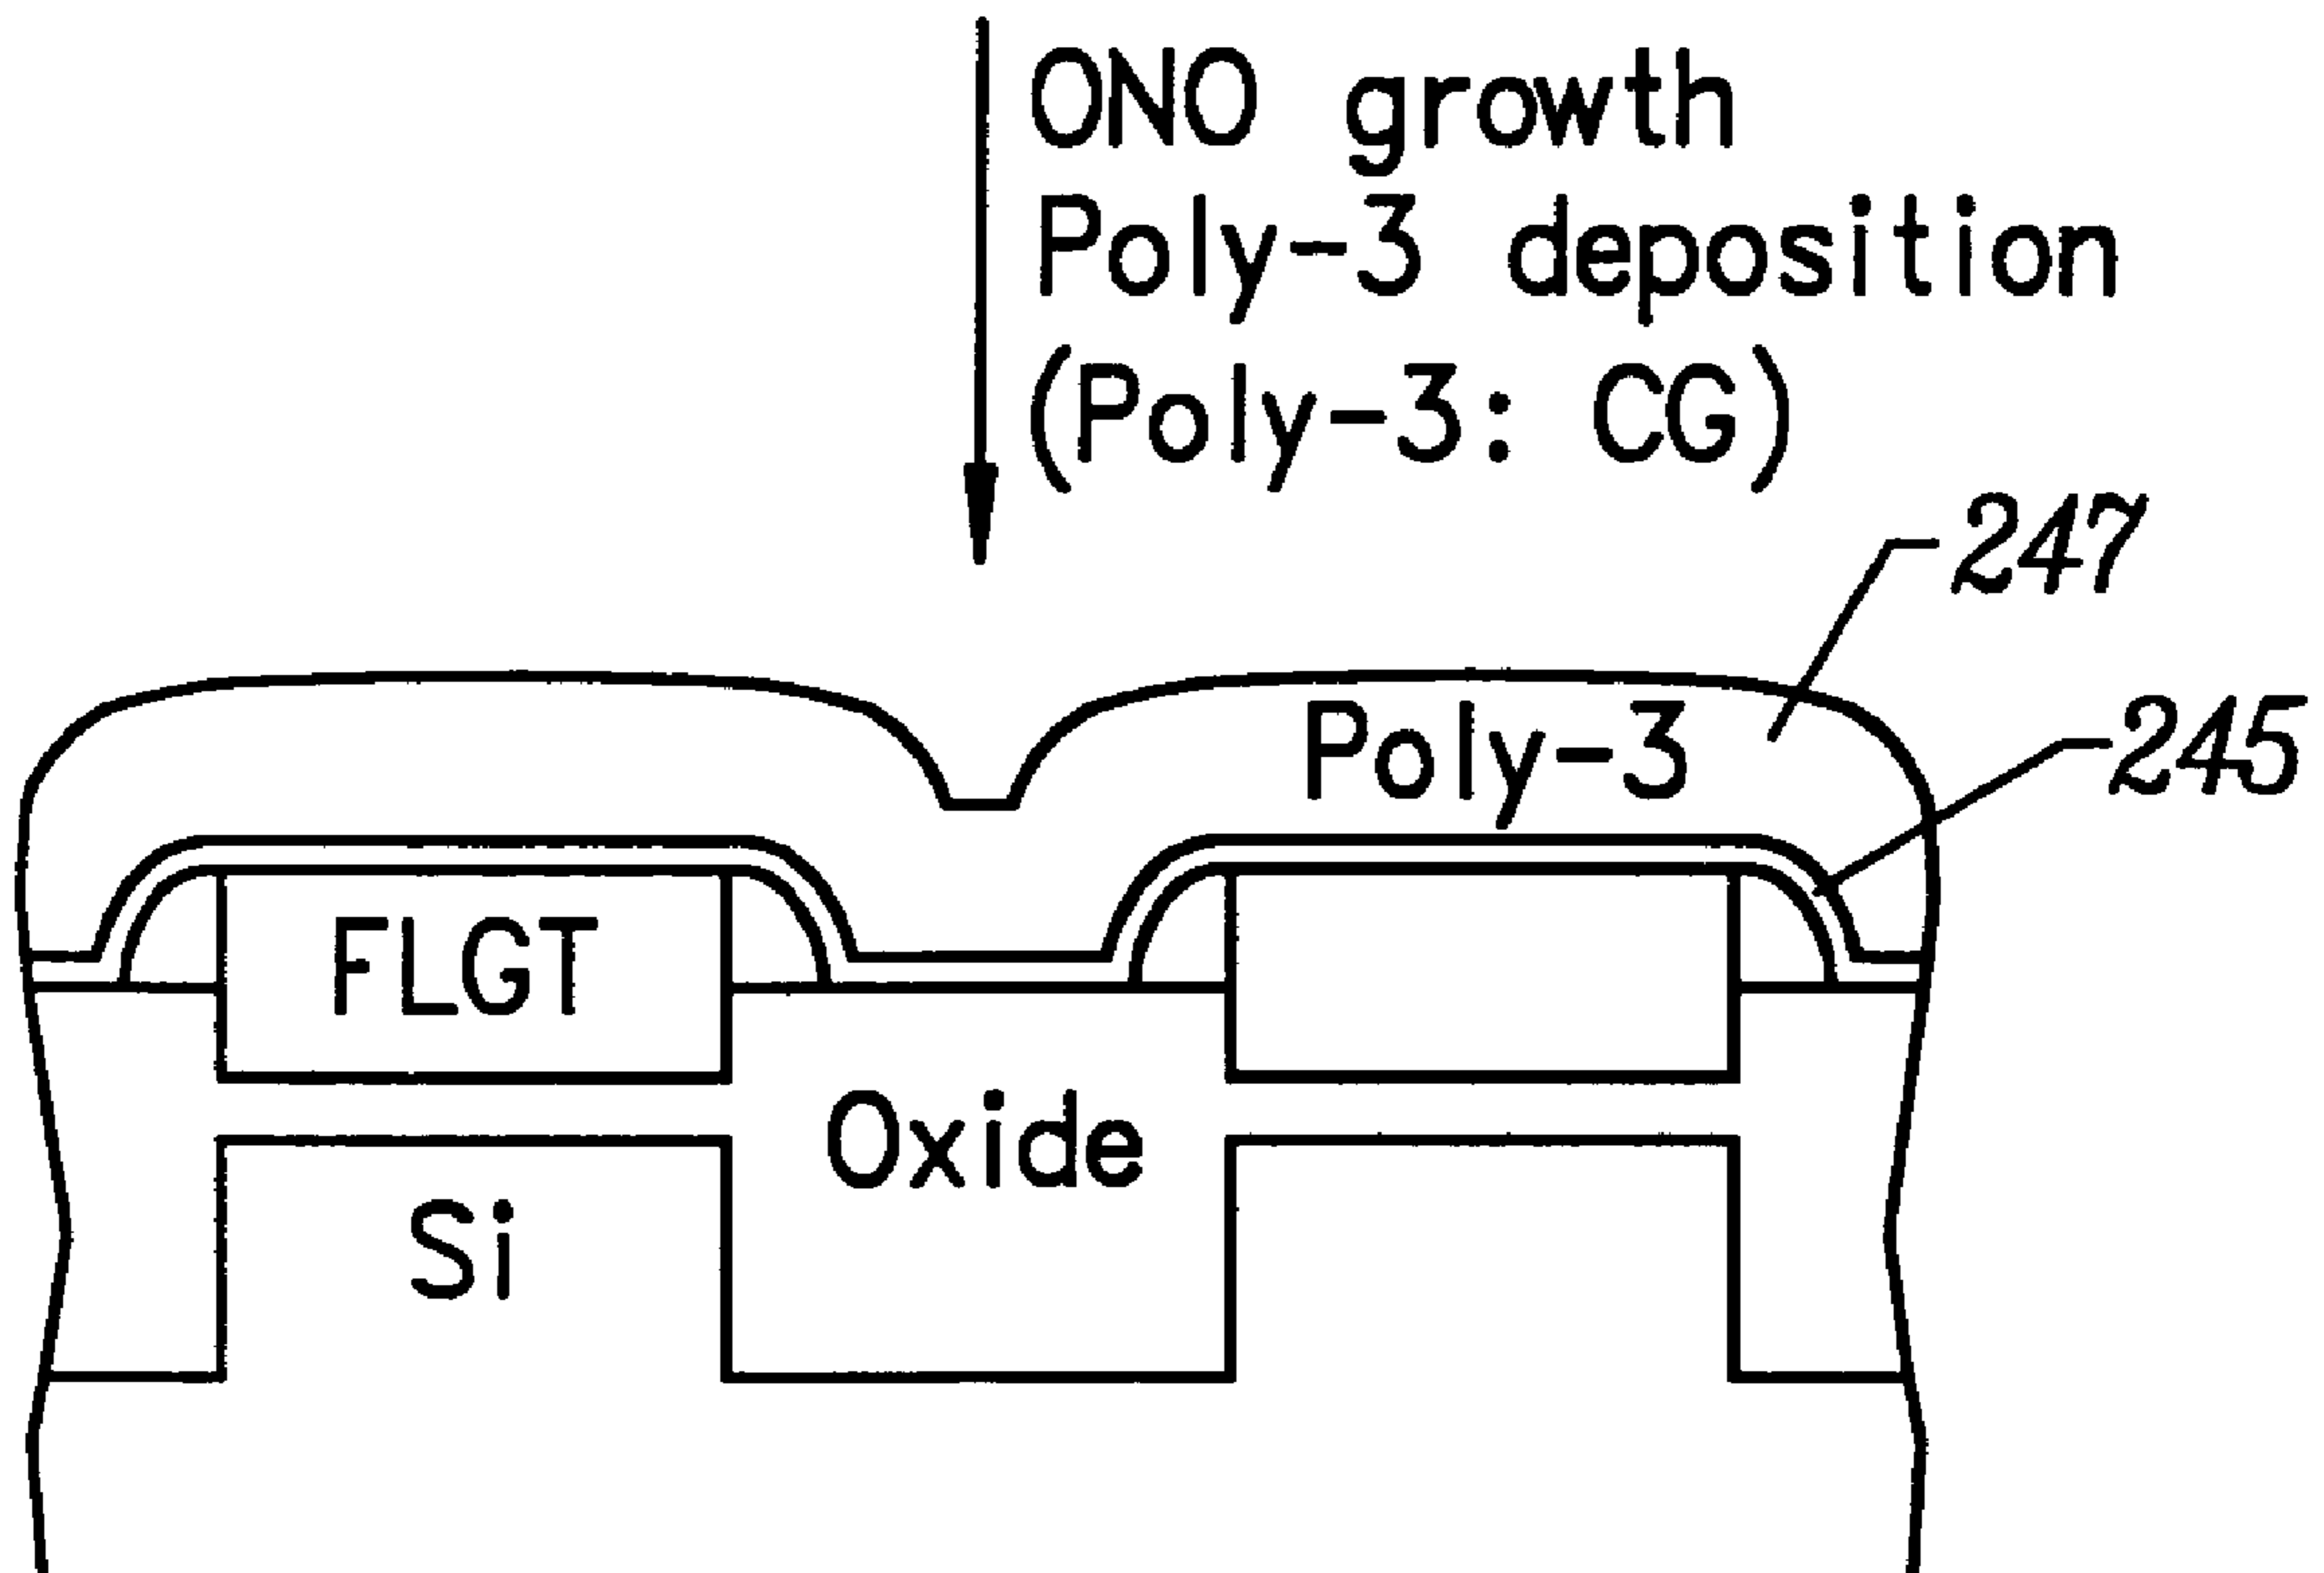 ONO growth
Poly-3 deposition
(Poly-3: CG)
247
Poly-3
245
FLGT
Oxide
Si